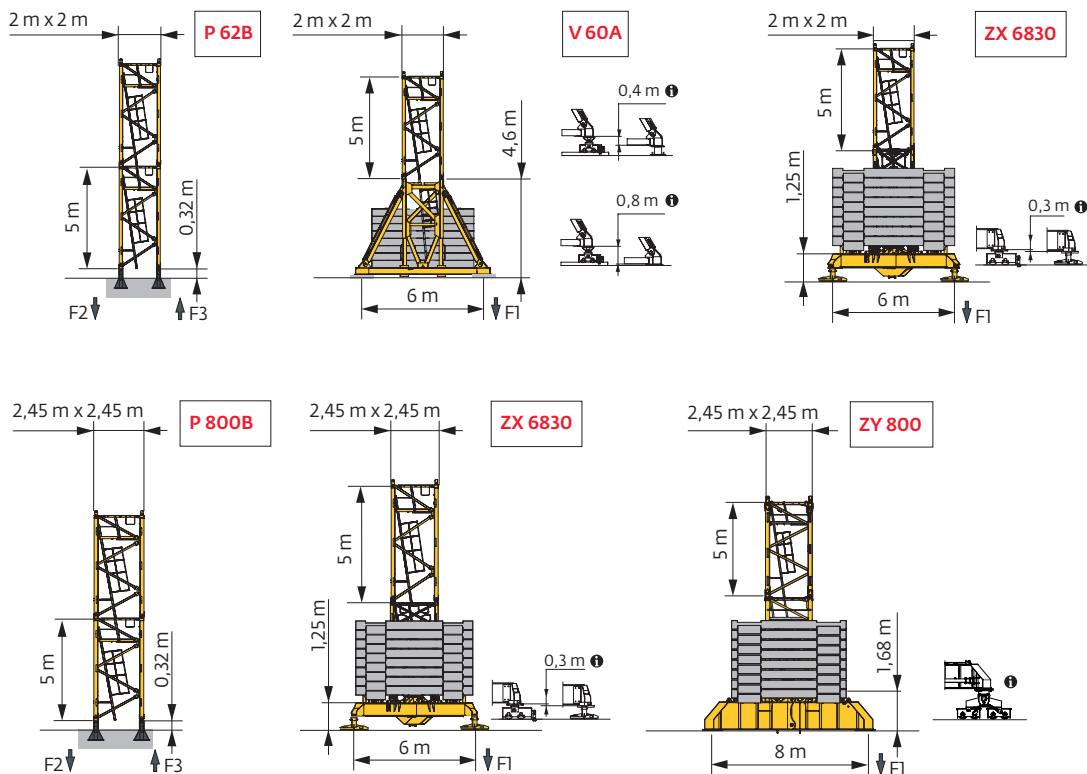 2 m x 2 m
P 62B
5 m
5 m
0,32 m
F2
F3
2 m x 2 m
V 60A
5 m
4,6 m
6 m
F1
0,4 m i
0,8 m i
2 m x 2 m
ZX 6830
5 m
1,25 m
0,3 m i
6 m
F1
2,45 m x 2,45 m
P 800B
5 m
0,32 m
F2
F3
2,45 m x 2,45 m
ZX 6830
5 m
1,25 m
0,3 m i
6 m
F1
2,45 m x 2,45 m
ZY 800
5 m
1,68 m
i
8 m
F1